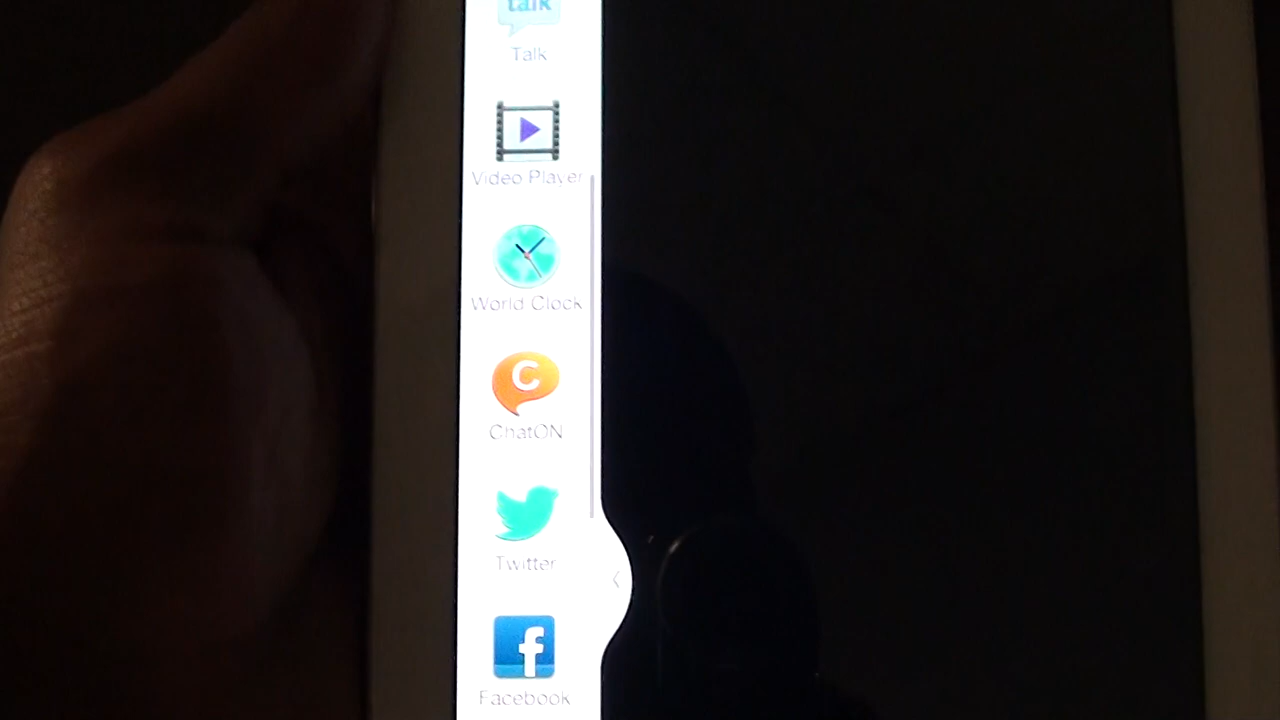 talk
Talk
Video Player
World Clock
C
ChatON
Twitter
f
Facebook